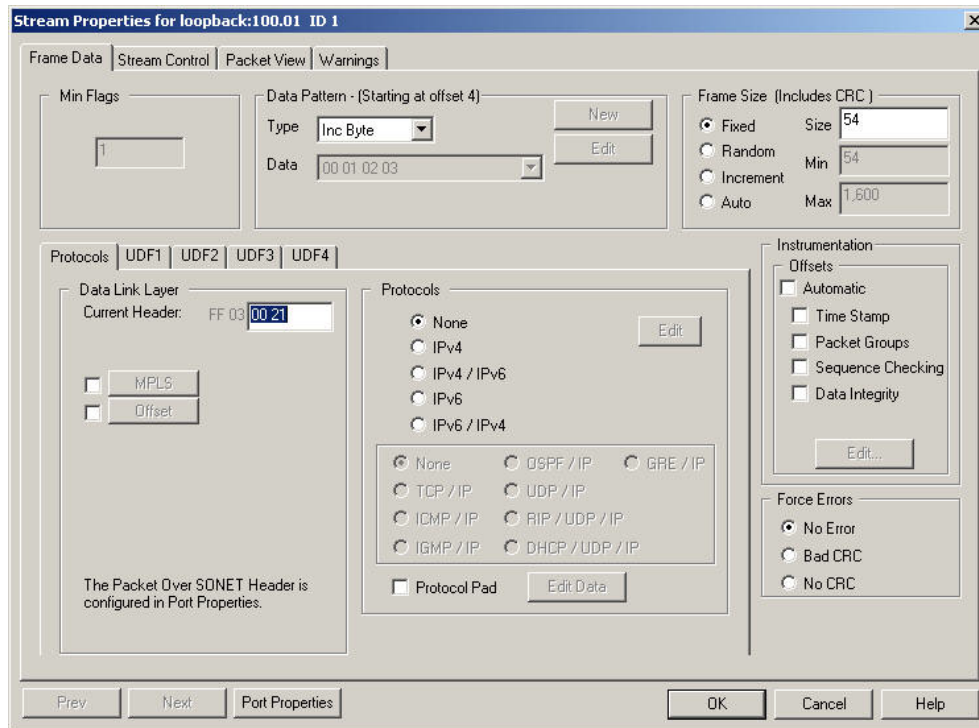 Stream Properties for loopback:100.01 ID 1
Frame Data Stream Control Packet View Warnings
Min Flags
1
Data Pattern - (Starting at offset 4)
Type Inc Byte
Data 00 01 02 03
New
Edit
Frame Size (Includes CRC )
Fixed
Random
Increment
Auto
Size 54
Min 54
Max 1,600
Protocols UDF1 UDF2 UDF3 UDF4
Data Link Layer
Current Header: FF 03 00 21
MPLS
Offset
The Packet Over SONET Header is
configured in Port Properties.
Protocols
None
IPv4
IPv4 / IPv6
IPv6
IPv6 / IPv4
Edit
None OSPF / IP GRE / IP
TCP / IP UDP / IP
ICMP / IP RIP / UDP / IP
IGMP / IP DHCP / UDP / IP
Protocol Pad Edit Data
Instrumentation
Offsets
Automatic
Time Stamp
Packet Groups
Sequence Checking
Data Integrity
Edit...
Force Errors
No Error
Bad CRC
No CRC
Prev Next Port Properties OK Cancel Help